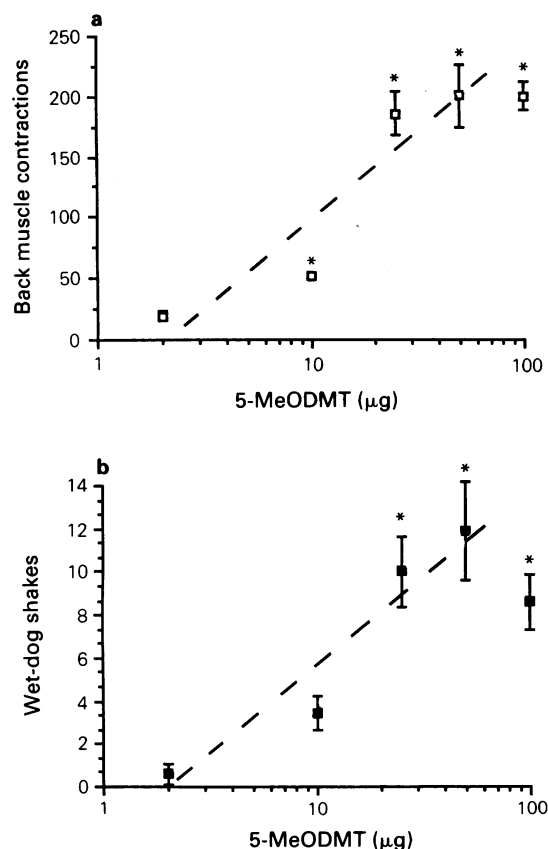 a
250
200
150
100
50
0
Back muscle contractions
* * * *
1 10 100
5-MeODMT (μg)
b
14
12
10
8
6
4
2
0
Wet-dog shakes
* * *
1 10 100
5-MeODMT (μg)